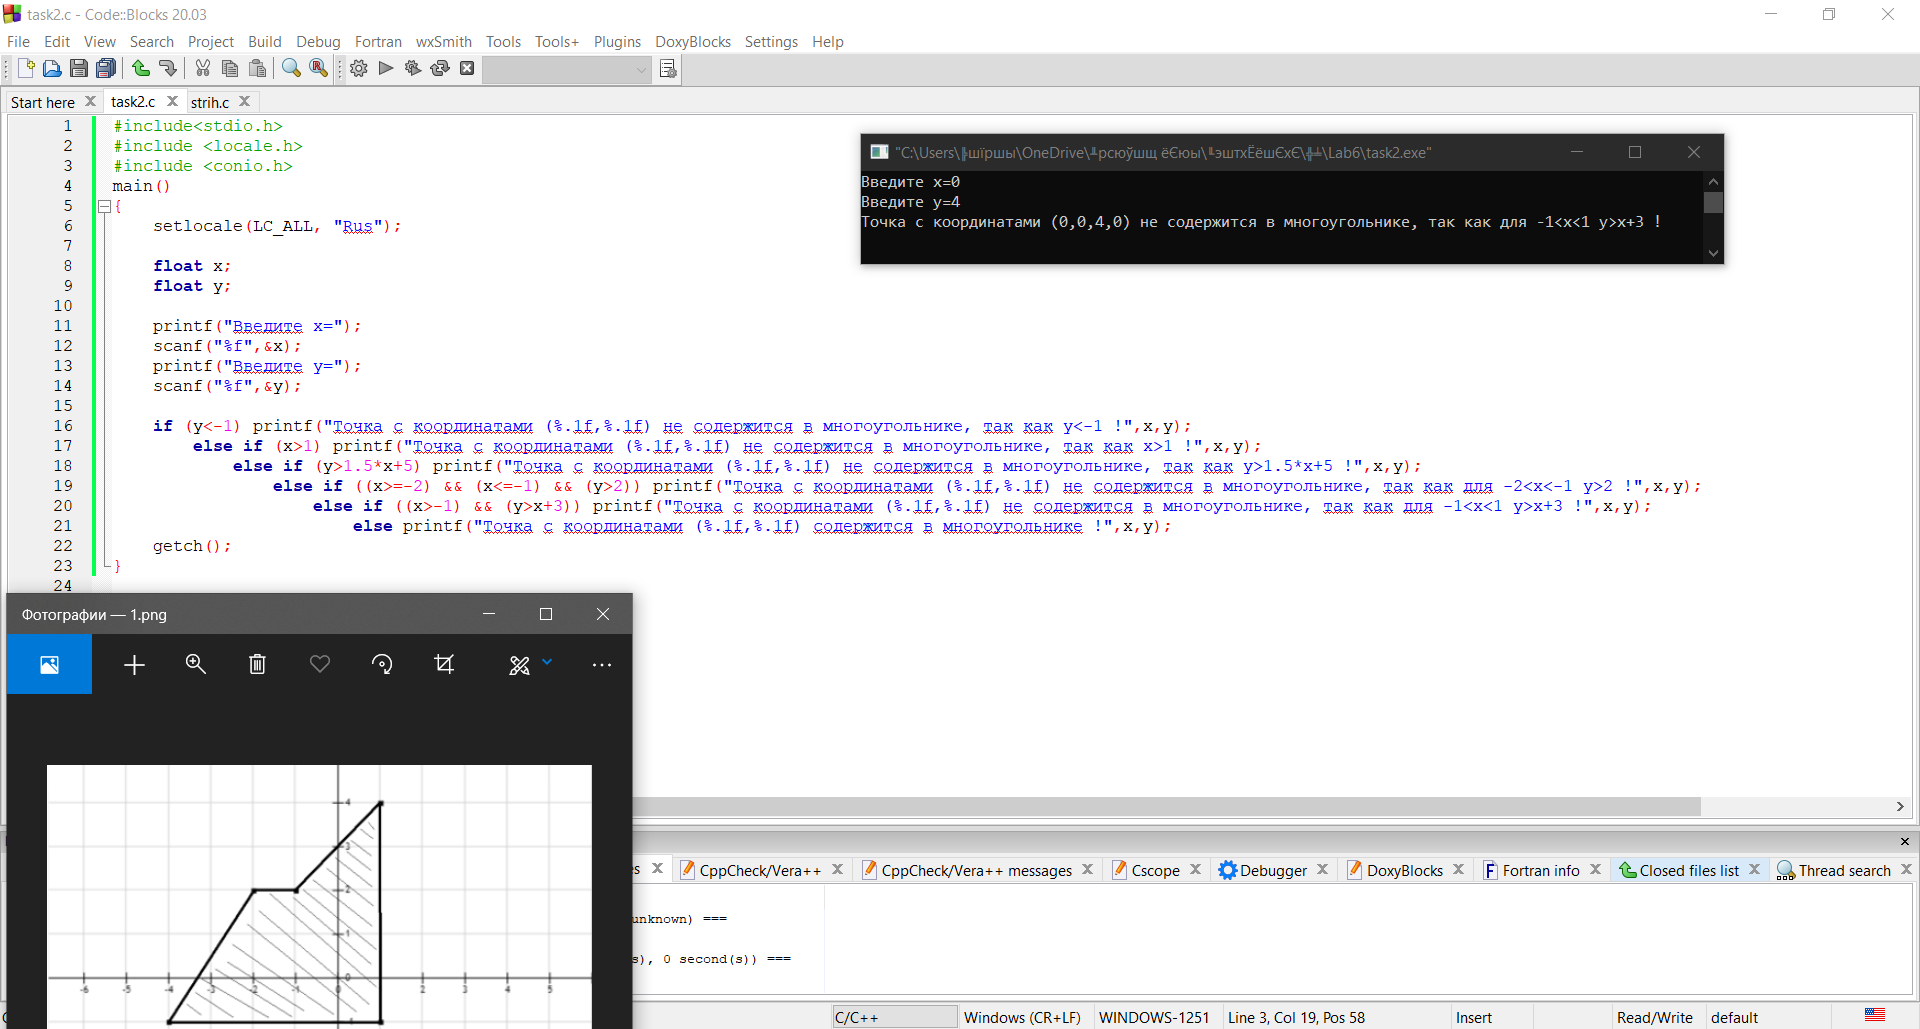 task2.c - Code::Blocks 20.03
File Edit View Search Project Build Debug Fortran wxSmith Tools Tools+ Plugins DoxyBlocks Settings Help
Start here task2.c strih.c
1 #include<stdio.h>
2 #include <locale.h>
3 #include <conio.h>
4 main()
5 {
6 setlocale(LC_ALL, "Rus");
7
8 float x;
9 float y;
10
11 printf("Введите x=");
12 scanf("%f",&x);
13 printf("Введите y=");
14 scanf("%f",&y);
15
16 if (y<-1) printf("Точка с координатами (%.1f,%.1f) не содержится в многоугольнике, так как y<-1 !",x,y);
17 else if (x>1) printf("Точка с координатами (%.1f,%.1f) не содержится в многоугольнике, так как x>1 !",x,y);
18 else if (y>1.5*x+5) printf("Точка с координатами (%.1f,%.1f) не содержится в многоугольнике, так как y>1.5*x+5 !",x,y);
19 else if ((x>=-2) && (x<=-1) && (y>2)) printf("Точка с координатами (%.1f,%.1f) не содержится в многоугольнике, так как для -2<x<-1 y>2 !",x,y);
20 else if ((x>-1) && (y>x+3)) printf("Точка с координатами (%.1f,%.1f) не содержится в многоугольнике, так как для -1<x<1 y>x+3 !",x,y);
21 else printf("Точка с координатами (%.1f,%.1f) содержится в многоугольнике !",x,y);
22 getch();
23 }
24
"C:\Users\╠шїршы\OneDrive\╨рсюўшщ ёЄюы\╙эштхЁёшЄхЄ\╬╧\Lab6\task2.exe"
Введите x=0
Введите y=4
Точка с координатами (0,0,4,0) не содержится в многоугольнике, так как для -1<x<1 y>x+3 !
Фотографии — 1.png
4
3
2
1
0
-6 -5 -4 -3 -2 2 3 4 5
es CppCheck/Vera++ CppCheck/Vera++ messages Cscope Debugger DoxyBlocks Fortran info Closed files list Thread search
unknown) ===
s), 0 second(s)) ===
C/C++ Windows (CR+LF) WINDOWS-1251 Line 3, Col 19, Pos 58 Insert Read/Write default